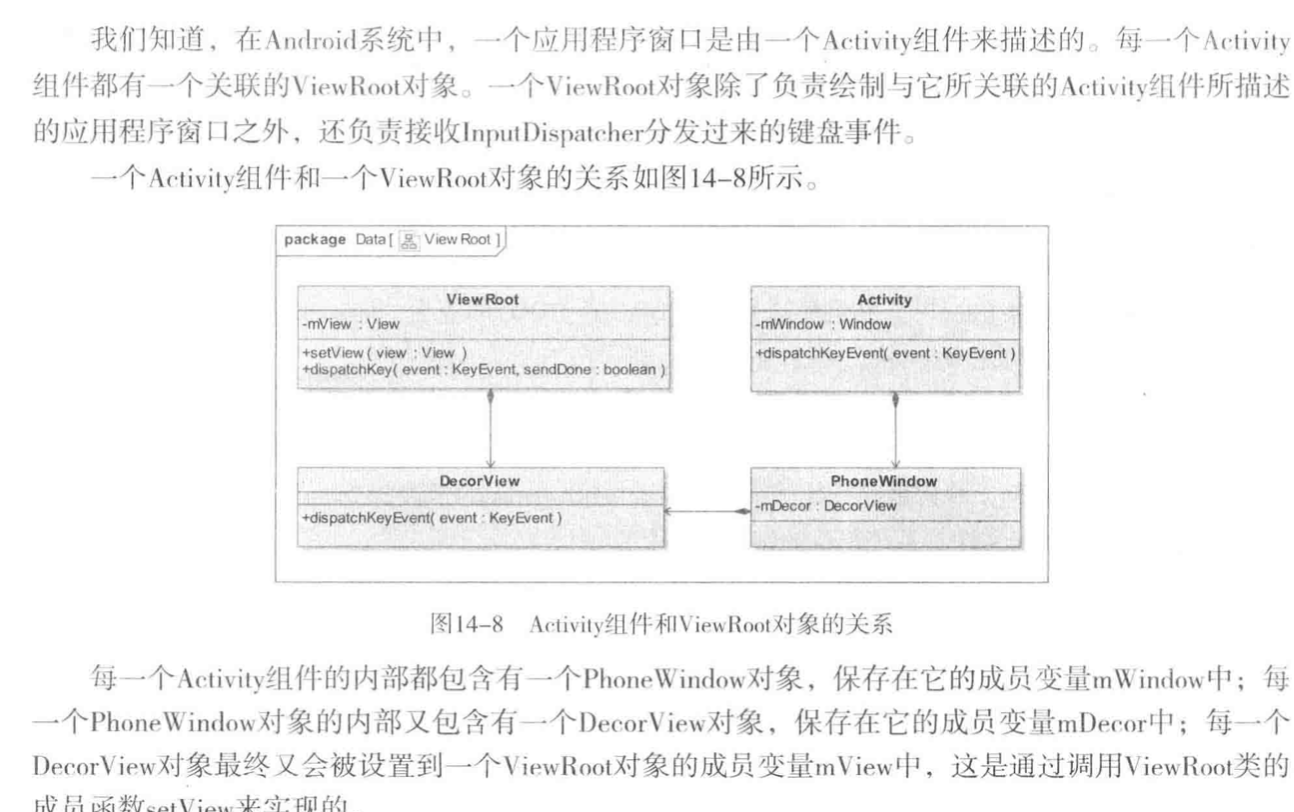 我们知道，在Android系统中，一个应用程序窗口是由一个Activity组件来描述的。每一个Activity
组件都有一个关联的ViewRoot对象。一个ViewRoot对象除了负责绘制与它所关联的Activity组件所描述
的应用程序窗口之外，还负责接收InputDispatcher分发过来的键盘事件。
一个Activity组件和一个ViewRoot对象的关系如图14-8所示。
package Data [ View Root ]
View Root
-mView : View
+setView ( view : View )
+dispatchKey( event : KeyEvent, sendDone : boolean )
Activity
-mWindow : Window
+dispatchKeyEvent( event : KeyEvent )
DecorView
+dispatchKeyEvent( event : KeyEvent )
PhoneWindow
-mDecor : DecorView
图14-8 Activity组件和ViewRoot对象的关系
每一个Activity组件的内部都包含有一个PhoneWindow对象，保存在它的成员变量mWindow中；每
一个PhoneWindow对象的内部又包含有一个DecorView对象，保存在它的成员变量mDecor中；每一个
DecorView对象最终又会被设置到一个ViewRoot对象的成员变量mView中，这是通过调用ViewRoot类的
成员函数setView来实现的。